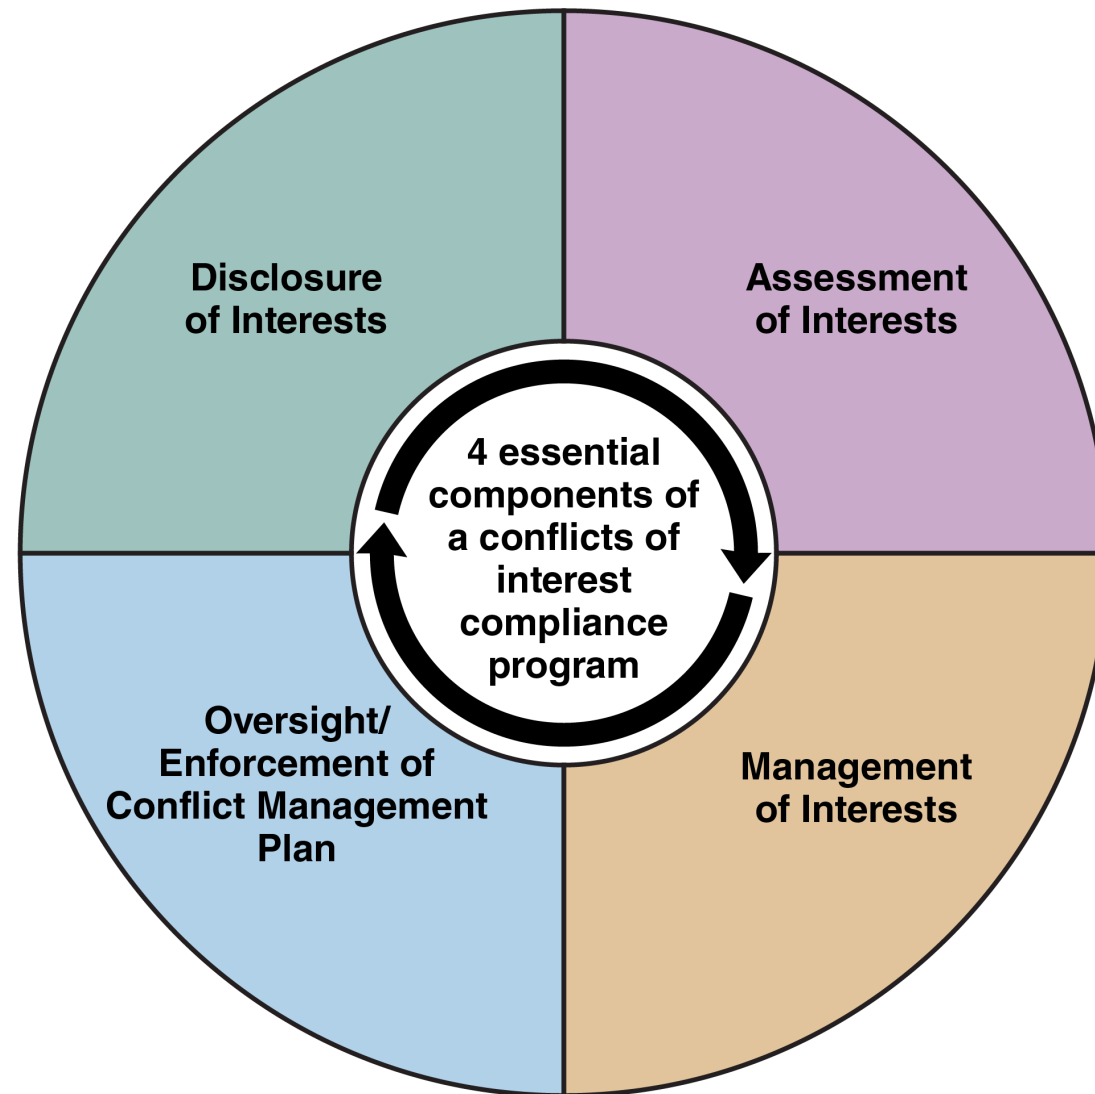 Disclosure
of Interests
Assessment
of Interests
4 essential
components of
a conflicts of
interest
compliance
program
Oversight/
Enforcement of
Conflict Management
Plan
Management
of Interests